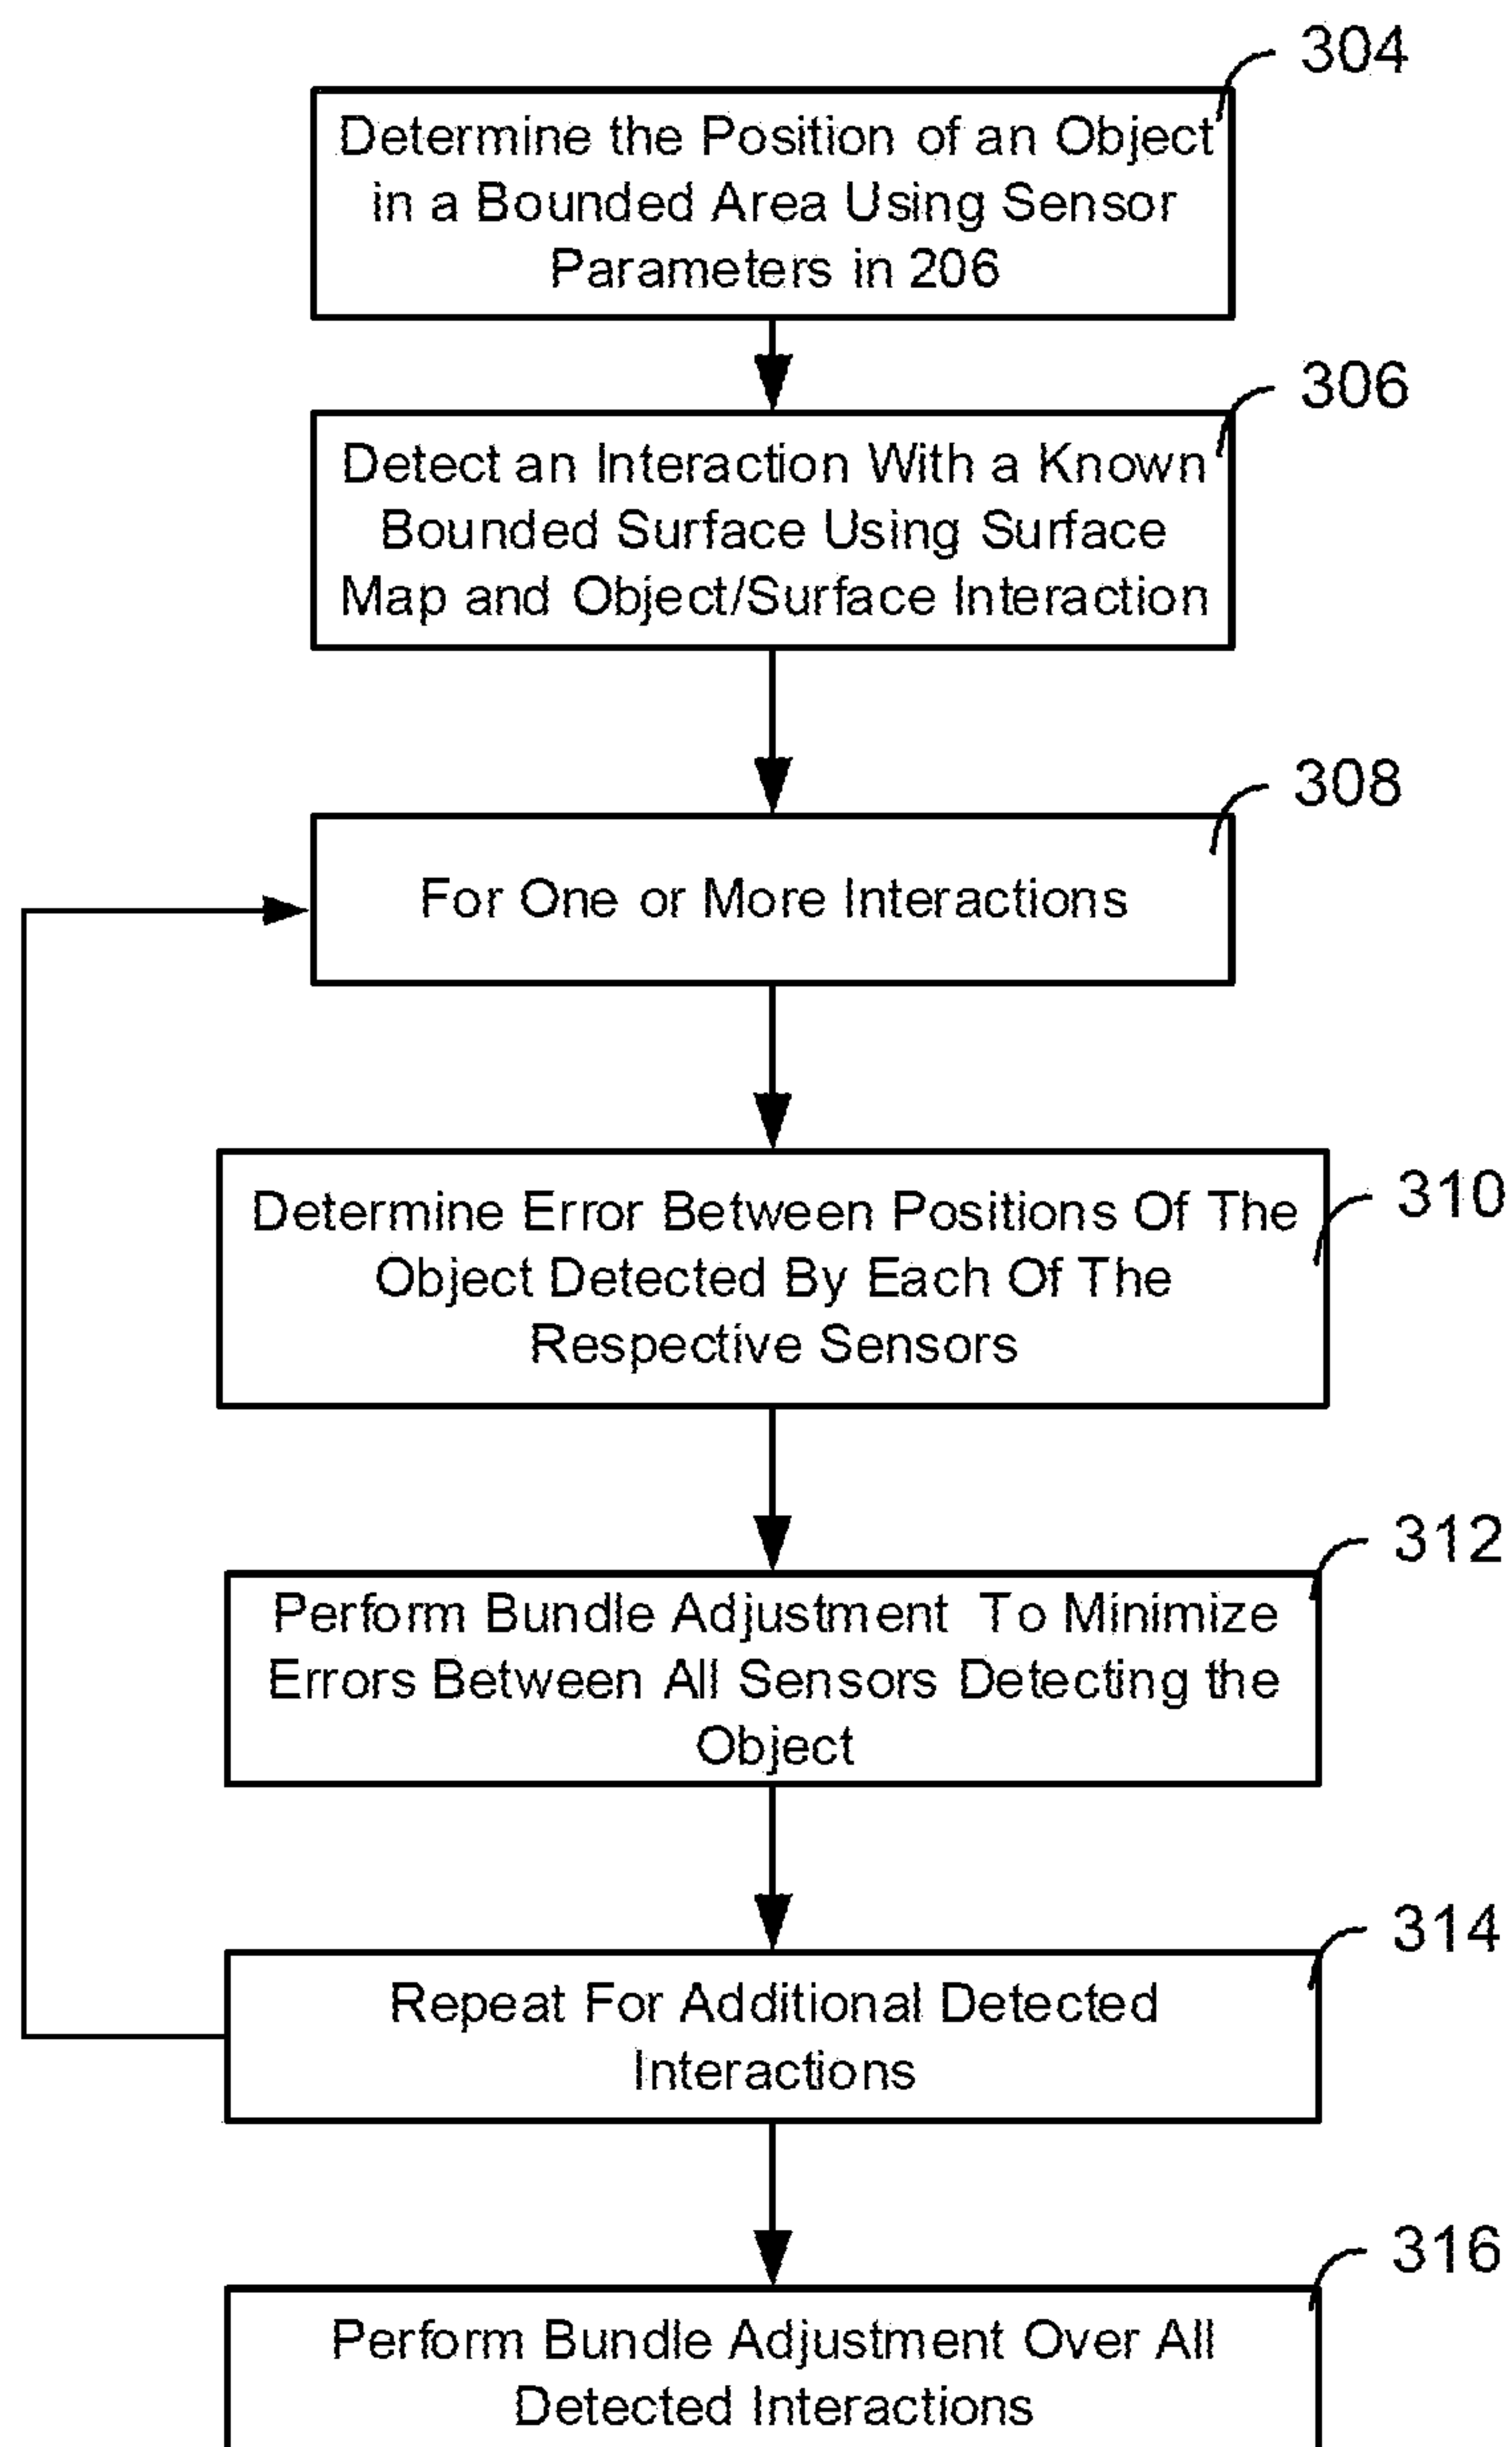 304
Determine the Position of an Object
in a Bounded Area Using Sensor
Parameters in 206
306
Detect an Interaction With a Known
Bounded Surface Using Surface
Map and Object/Surface Interaction
308
For One or More Interactions
310
Determine Error Between Positions Of The
Object Detected By Each Of The
Respective Sensors
312
Perform Bundle Adjustment To Minimize
Errors Between All Sensors Detecting the
Object
314
Repeat For Additional Detected
Interactions
316
Perform Bundle Adjustment Over All
Detected Interactions